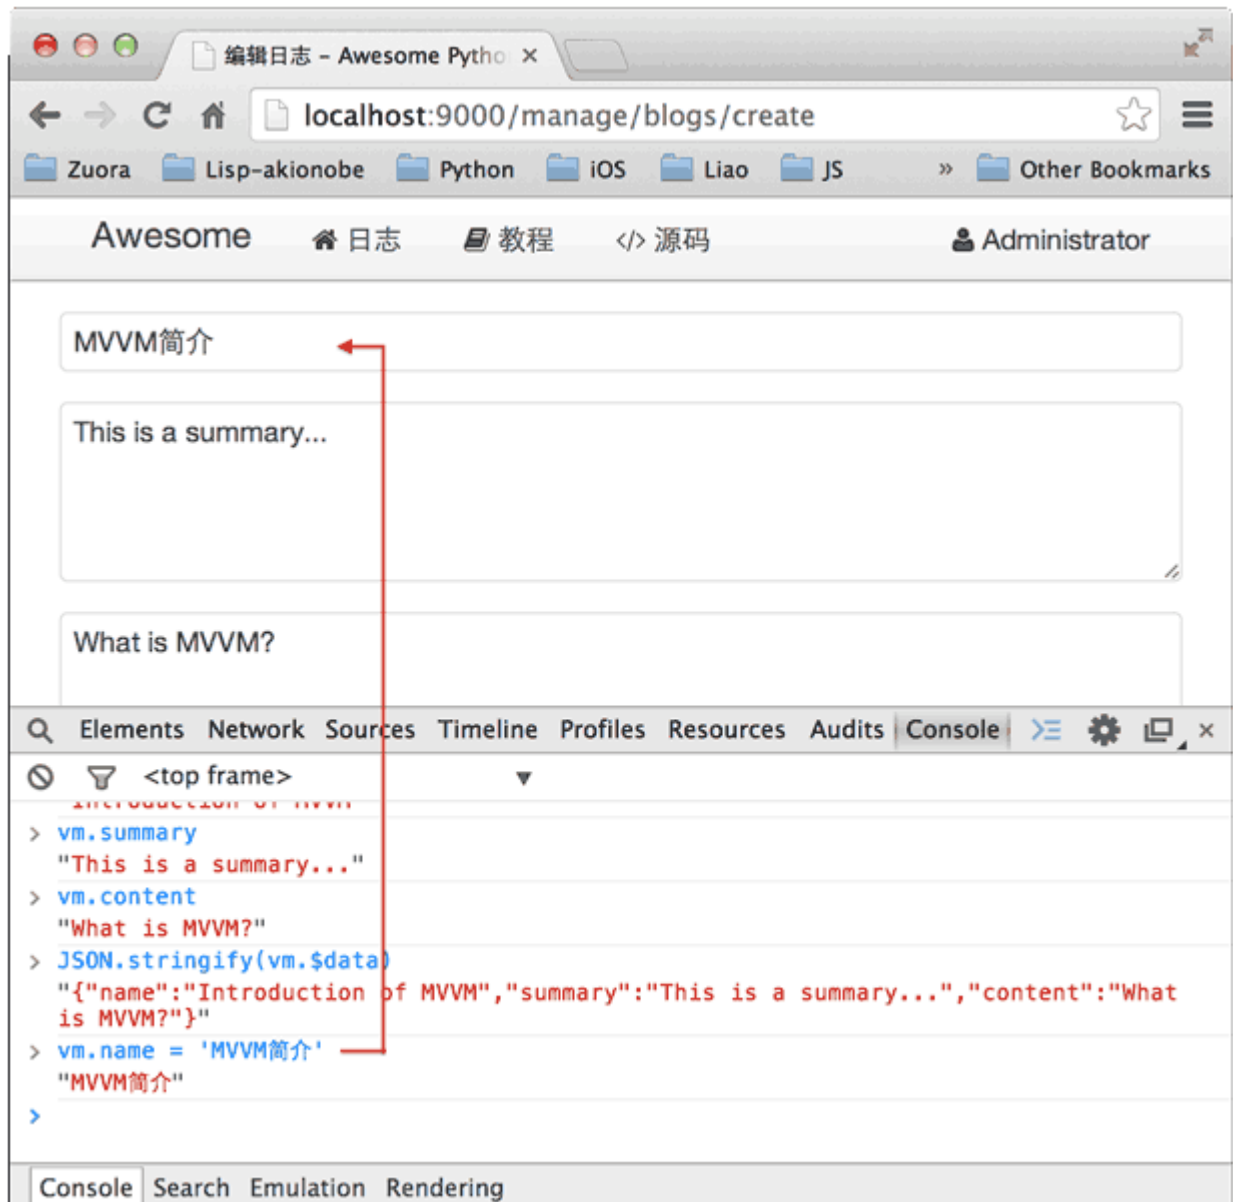 编辑日志 – Awesome Pytho
localhost:9000/manage/blogs/create
Zuora Lisp-akionobe Python iOS Liao JS » Other Bookmarks
Awesome 日志 教程 </> 源码 Administrator
MVVM简介
This is a summary...
What is MVVM?
Elements Network Sources Timeline Profiles Resources Audits Console
<top frame>
"Introduction of MVVM"
> vm.summary
"This is a summary..."
> vm.content
"What is MVVM?"
> JSON.stringify(vm.$data)
"{"name":"Introduction of MVVM","summary":"This is a summary...","content":"What
is MVVM?"}"
> vm.name = 'MVVM简介'
"MVVM简介"
>
Console Search Emulation Rendering